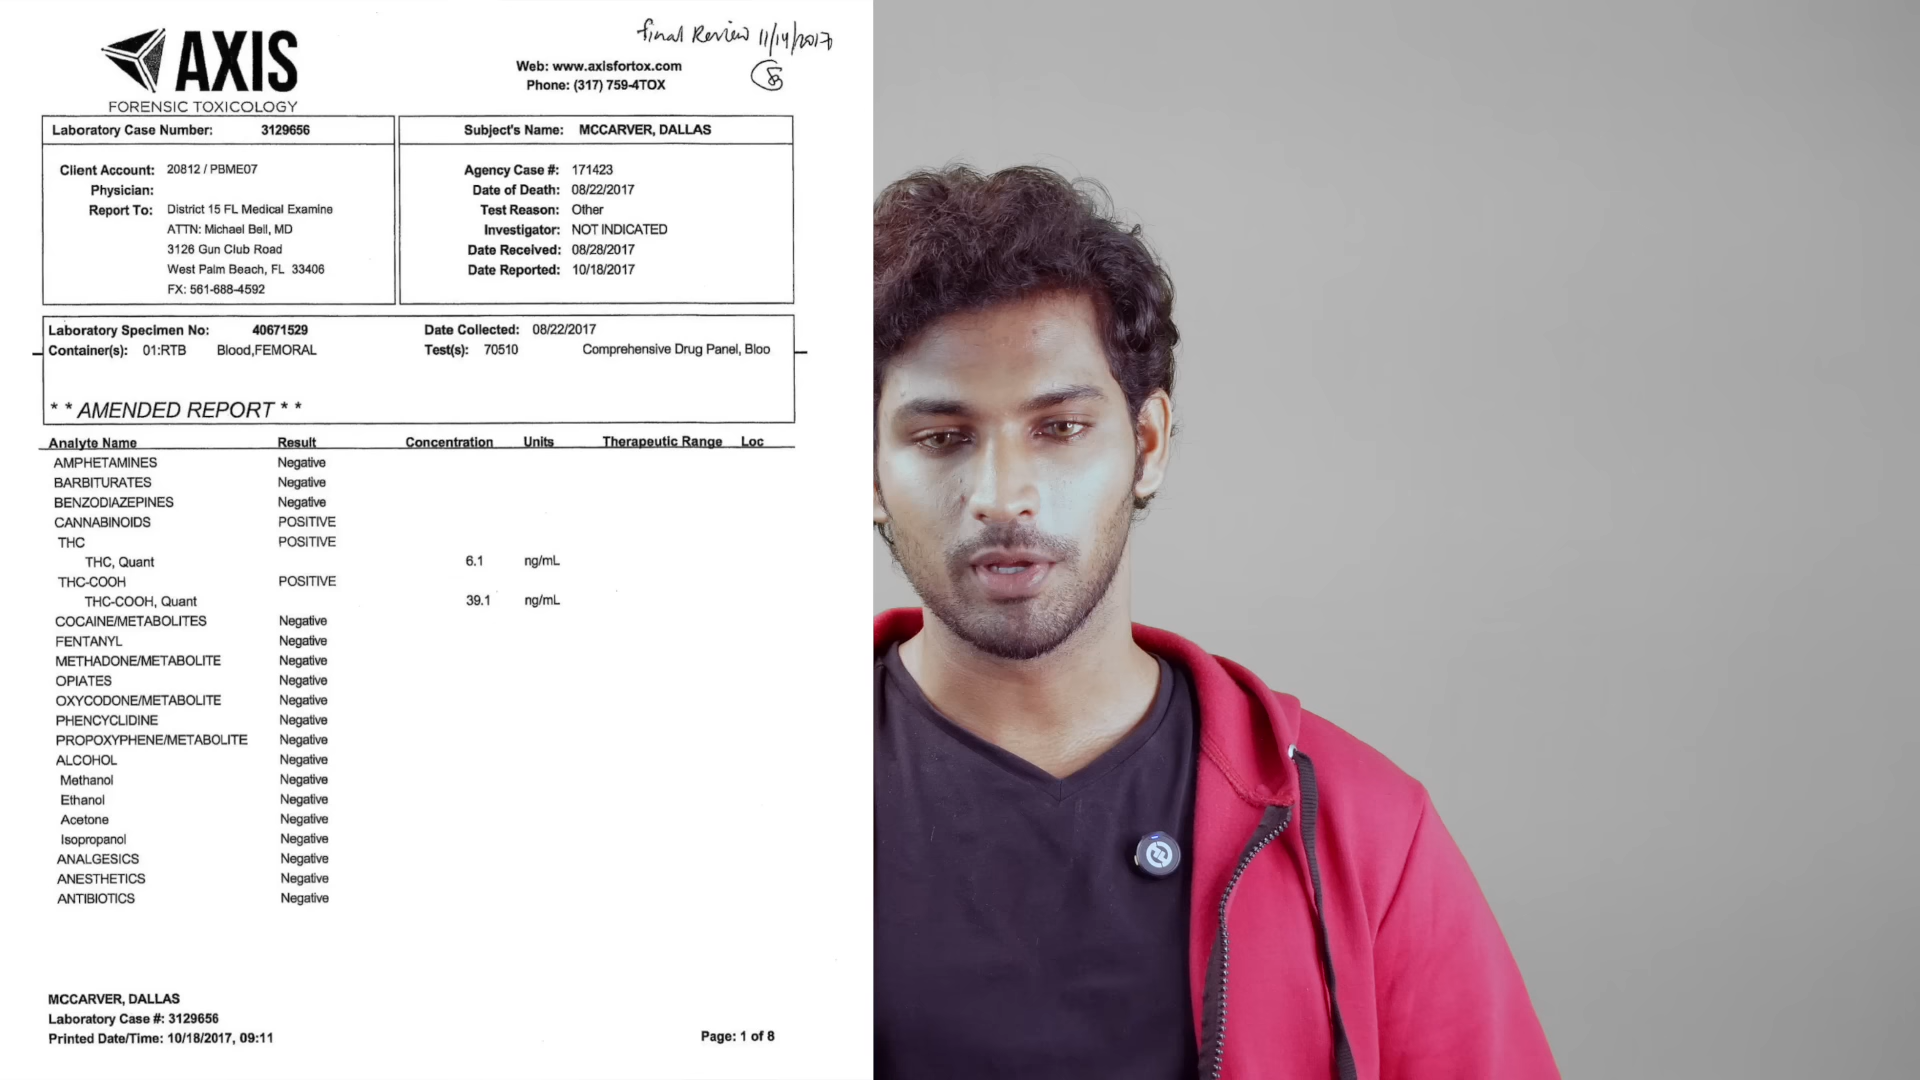 AXIS
FORENSIC TOXICOLOGY
final Review 11/14/2017
Web: www.axisfortox.com
Phone: (317) 759-4TOX
Laboratory Case Number: 3129656
Client Account: 20812 / PBME07
Physician:
Report To: District 15 FL Medical Examine
ATTN: Michael Bell, MD
3126 Gun Club Road
West Palm Beach, FL 33406
FX: 561-688-4592
Subject's Name: MCCARVER, DALLAS
Agency Case #: 171423
Date of Death: 08/22/2017
Test Reason: Other
Investigator: NOT INDICATED
Date Received: 08/28/2017
Date Reported: 10/18/2017
Laboratory Specimen No: 40671529 Date Collected: 08/22/2017
Container(s): 01:RTB Blood,FEMORAL Test(s): 70510 Comprehensive Drug Panel, Bloo
* * AMENDED REPORT * *
Analyte Name Result Concentration Units Therapeutic Range Loc
AMPHETAMINES Negative
BARBITURATES Negative
BENZODIAZEPINES Negative
CANNABINOIDS POSITIVE
THC POSITIVE
THC, Quant 6.1 ng/mL
THC-COOH POSITIVE
THC-COOH, Quant 39.1 ng/mL
COCAINE/METABOLITES Negative
FENTANYL Negative
METHADONE/METABOLITE Negative
OPIATES Negative
OXYCODONE/METABOLITE Negative
PHENCYCLIDINE Negative
PROPOXYPHENE/METABOLITE Negative
ALCOHOL Negative
Methanol Negative
Ethanol Negative
Acetone Negative
Isopropanol Negative
ANALGESICS Negative
ANESTHETICS Negative
ANTIBIOTICS Negative
MCCARVER, DALLAS
Laboratory Case #: 3129656
Printed Date/Time: 10/18/2017, 09:11 Page: 1 of 8